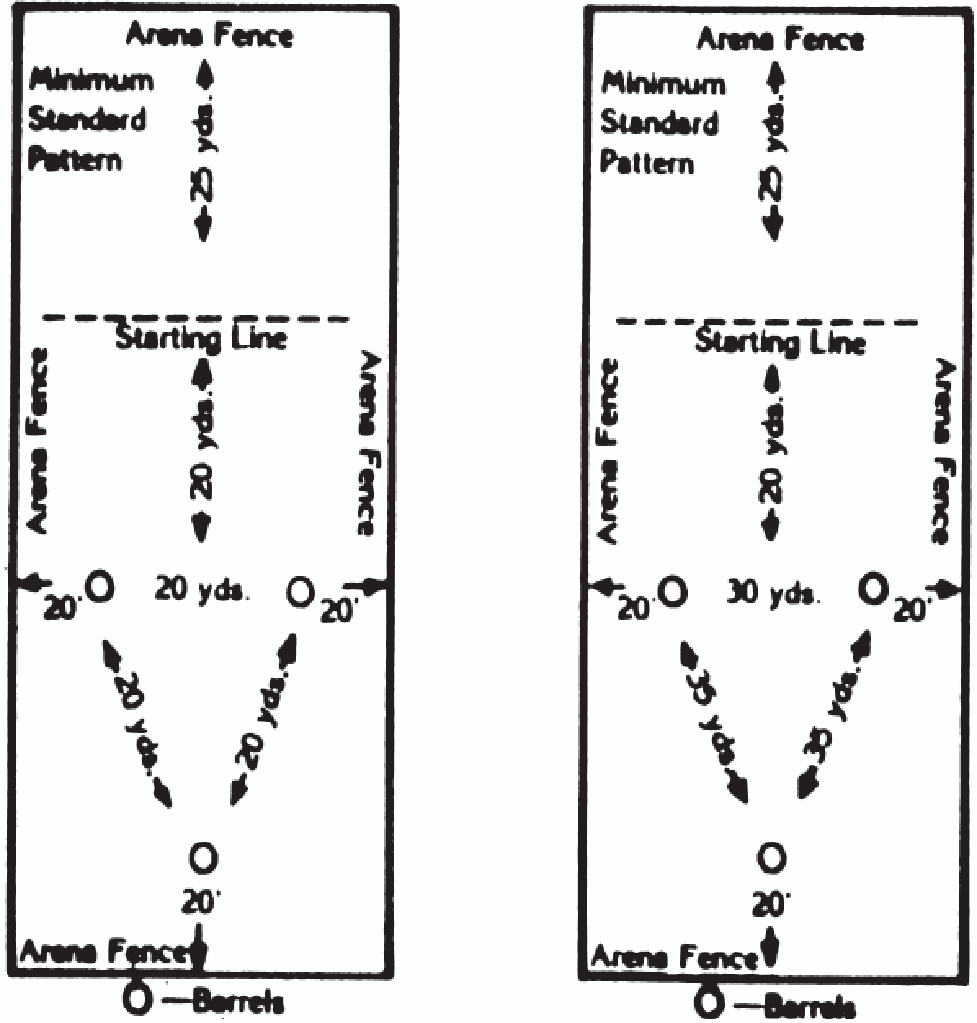 Arena Fence
Minimum
Standard
Pattern
25 yds.
Starting Line
Arena Fence
20 yds.
Arena Fence
20'
20 yds.
20'
20 yds.
20 yds.
20'
Arena Fence
—Barrels
Arena Fence
Minimum
Standard
Pattern
25 yds.
Starting Line
Arena Fence
20 yds.
Arena Fence
20'
30 yds.
20'
35 yds.
35 yds.
20'
Arena Fence
—Barrels